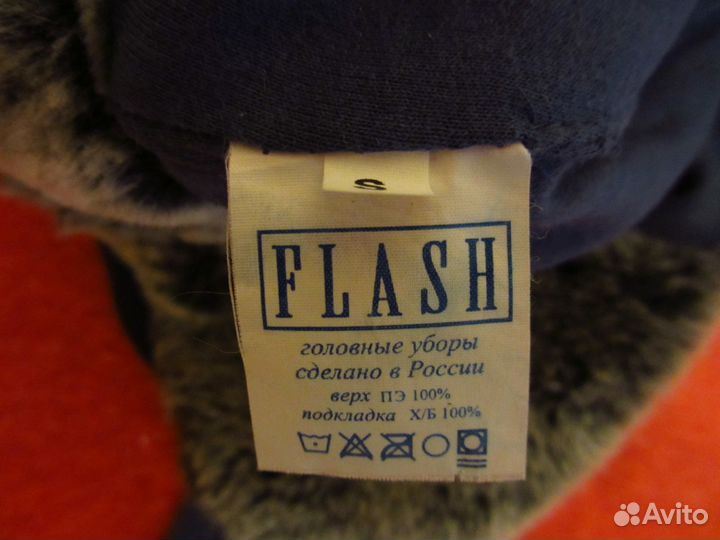 S
FLASH
головные уборы
сделано в России
верх ПЭ 100%
подкладка Х/Б 100%
Avito